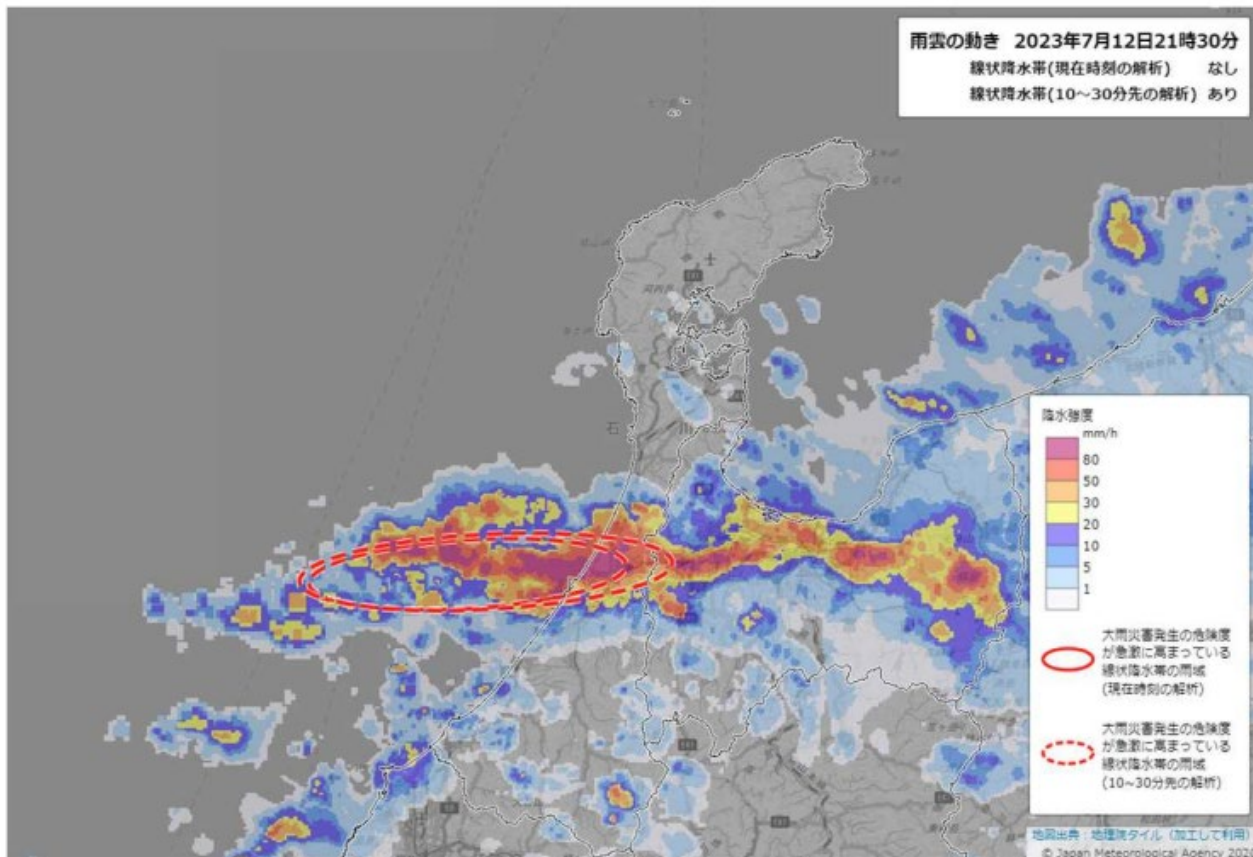 雨雲の動き 2023年7月12日21時30分
線状降水帯(現在時刻の解析) なし
線状降水帯(10～30分先の解析) あり
石
川
降水強度
mm/h
80
50
30
20
10
5
1
大雨災害発生の危険度
が急激に高まっている
線状降水帯の雨域
(現在時刻の解析)
大雨災害発生の危険度
が急激に高まっている
線状降水帯の雨域
(10~30分先の解析)
地図出典：地理院タイル（加工して利用）
© Japan Meteorological Agency 2020